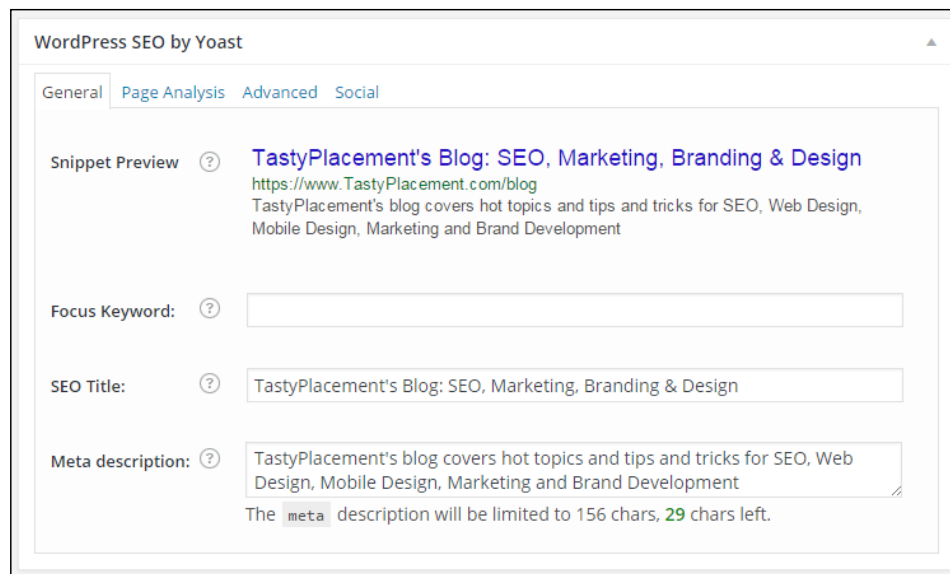 WordPress SEO by Yoast
General Page Analysis Advanced Social
Snippet Preview ? TastyPlacement's Blog: SEO, Marketing, Branding & Design
https://www.TastyPlacement.com/blog
TastyPlacement's blog covers hot topics and tips and tricks for SEO, Web Design,
Mobile Design, Marketing and Brand Development
Focus Keyword: ?
SEO Title: ? TastyPlacement's Blog: SEO, Marketing, Branding & Design
Meta description: ? TastyPlacement's blog covers hot topics and tips and tricks for SEO, Web
Design, Mobile Design, Marketing and Brand Development
The meta description will be limited to 156 chars, 29 chars left.